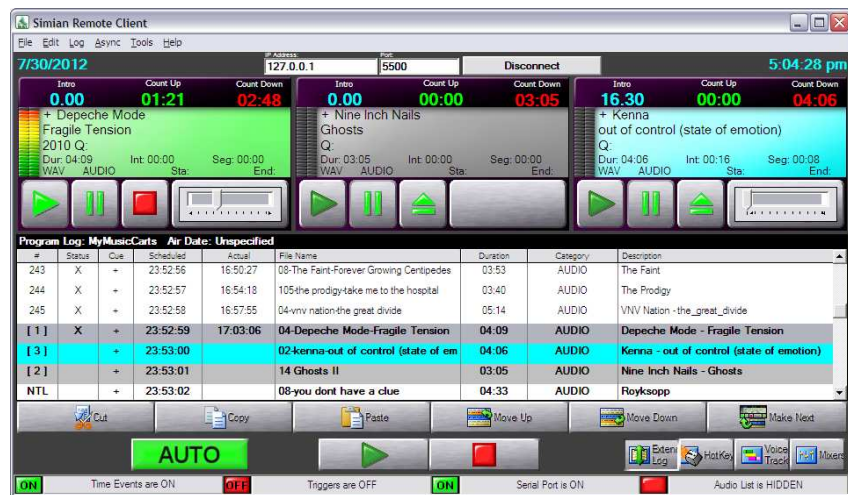 Simian Remote Client
File Edit Log Async Tools Help
7/30/2012 IP Address: 127.0.0.1 Port: 5500 Disconnect 5:04:28 pm
Intro Count Up Count Down Intro Count Up Count Down Intro Count Up Count Down
0.00 01:21 02:48 0.00 00:00 03:05 16.30 00:00 04:06
+ Depeche Mode + Nine Inch Nails + Kenna
Fragile Tension Ghosts out of control (state of emotion)
2010 Q: Q: Q:
Dur: 04:09 Int: 00:00 Seg: 00:00 Dur: 03:05 Int: 00:00 Seg: 00:00 Dur: 04:06 Int: 00:16 Seg: 00:08
WAV AUDIO Sta: End: WAV AUDIO Sta: End: WAV AUDIO Sta: End:
Program Log: MyMusicCarts Air Date: Unspecified
# Status Cue Scheduled Actual File Name Duration Category Description
243 X + 23:52:56 16:50:27 08-The Faint-Forever Growing Centipedes 03:53 AUDIO The Faint
244 X + 23:52:57 16:54:18 105-the prodigy-take me to the hospital 03:40 AUDIO The Prodigy
245 X + 23:52:58 16:57:55 04-vnv nation-the great divide 05:14 AUDIO VNV Nation - the_great_divide
[ 1 ] X + 23:52:59 17:03:06 04-Depeche Mode-Fragile Tension 04:09 AUDIO Depeche Mode - Fragile Tension
[ 3 ] + 23:53:00 02-kenna-out of control (state of em 04:06 AUDIO Kenna - out of control (state of emotion)
[ 2 ] + 23:53:01 14 Ghosts II 03:05 AUDIO Nine Inch Nails - Ghosts
NTL + 23:53:02 08-you dont have a clue 04:33 AUDIO Royksopp
Cut Copy Paste Move Up Move Down Make Next
AUTO Extern Log HotKey Voice Track Mixers
ON Time Events are ON OFF Triggers are OFF ON Serial Port is ON Audio List is HIDDEN